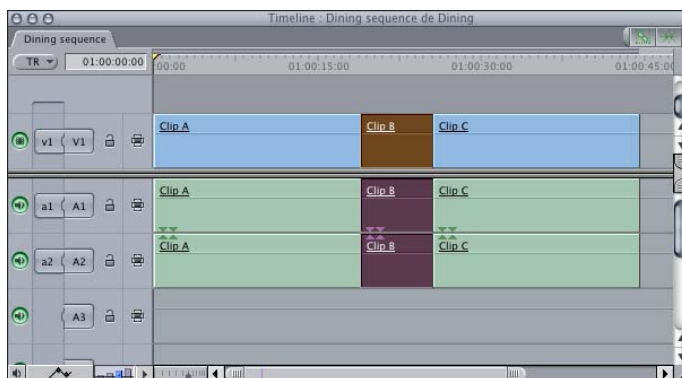 Timeline : Dining sequence de Dining
Dining sequence
TR 01:00:00:00
00:00 01:00:15:00 01:00:30:00 01:00:45:00
v1 V1 Clip A Clip B Clip C
a1 A1 Clip A Clip B Clip C
a2 A2 Clip A Clip B Clip C
A3